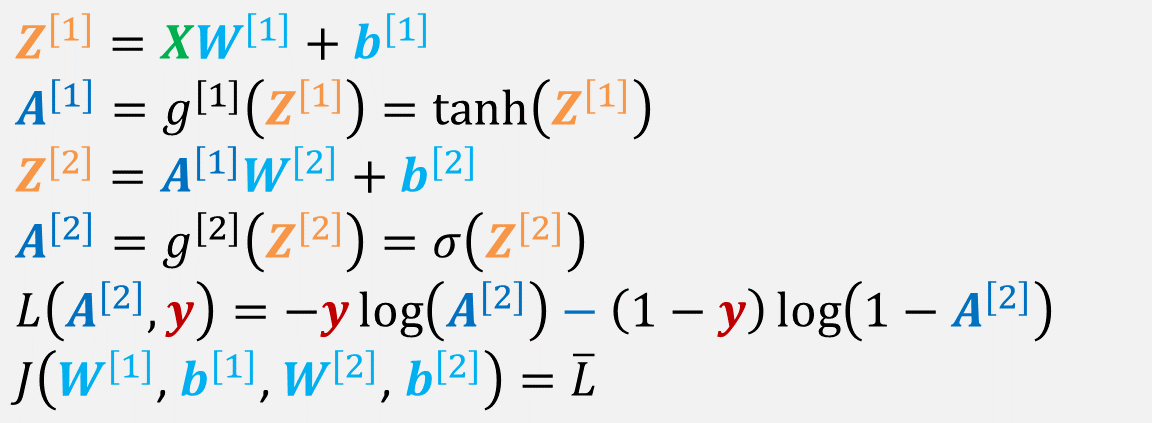 Z[1] = XW[1] + b[1]
A[1] = g[1](Z[1]) = tanh(Z[1])
Z[2] = A[1]W[2] + b[2]
A[2] = g[2](Z[2]) = σ(Z[2])
L(A[2], y) = −y log(A[2]) − (1 − y) log(1 − A[2])
J(W[1], b[1], W[2], b[2]) = L̅